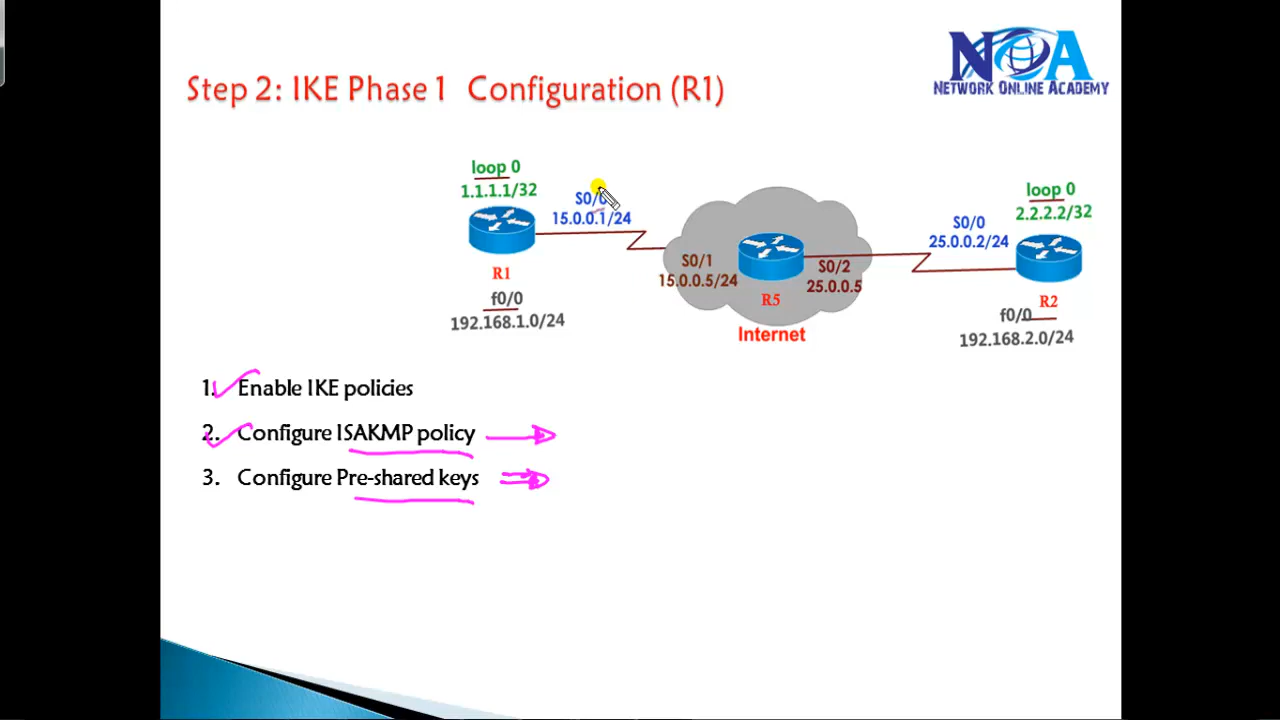 NOA
NETWORK ONLINE ACADEMY
Step 2: IKE Phase 1 Configuration (R1)
loop 0
1.1.1.1/32
S0/0
15.0.0.1/24
R1
f0/0
192.168.1.0/24
S0/1
15.0.0.5/24
R5
S0/2
25.0.0.5
Internet
loop 0
2.2.2.2/32
S0/0
25.0.0.2/24
R2
f0/0
192.168.2.0/24
1. Enable IKE policies
2. Configure ISAKMP policy
3. Configure Pre-shared keys